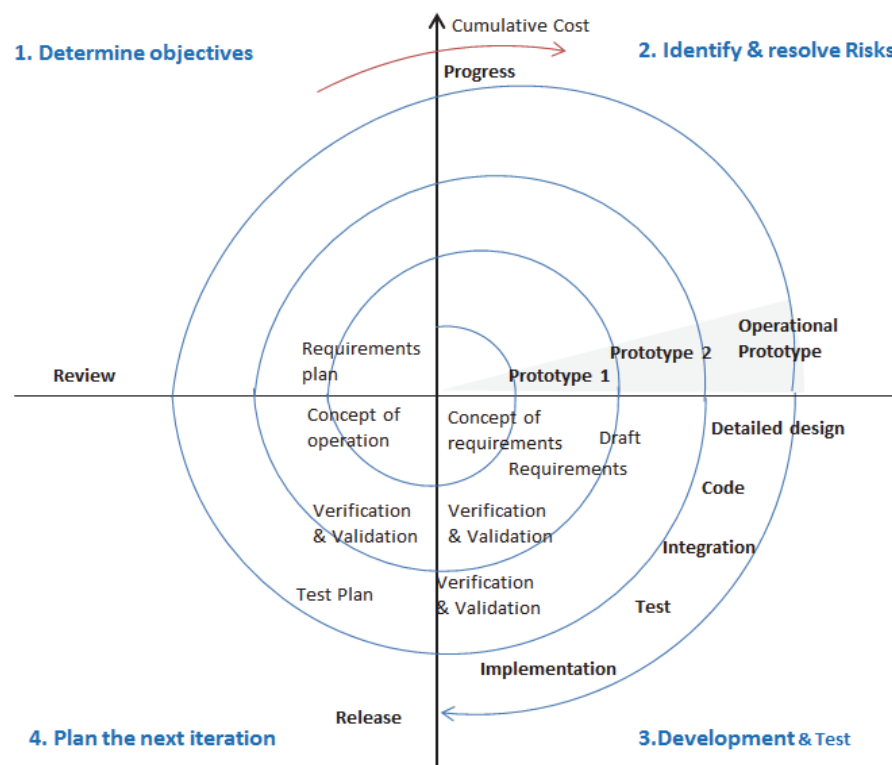 Cumulative Cost
1. Determine objectives
2. Identify & resolve Risks
Progress
Operational
Prototype
Prototype 2
Requirements
plan
Prototype 1
Review
Concept of
operation
Concept of
requirements
Draft
Requirements
Detailed design
Code
Verification
& Validation
Verification
& Validation
Integration
Test Plan
Verification
& Validation
Test
Implementation
Release
4. Plan the next iteration
3.Development & Test